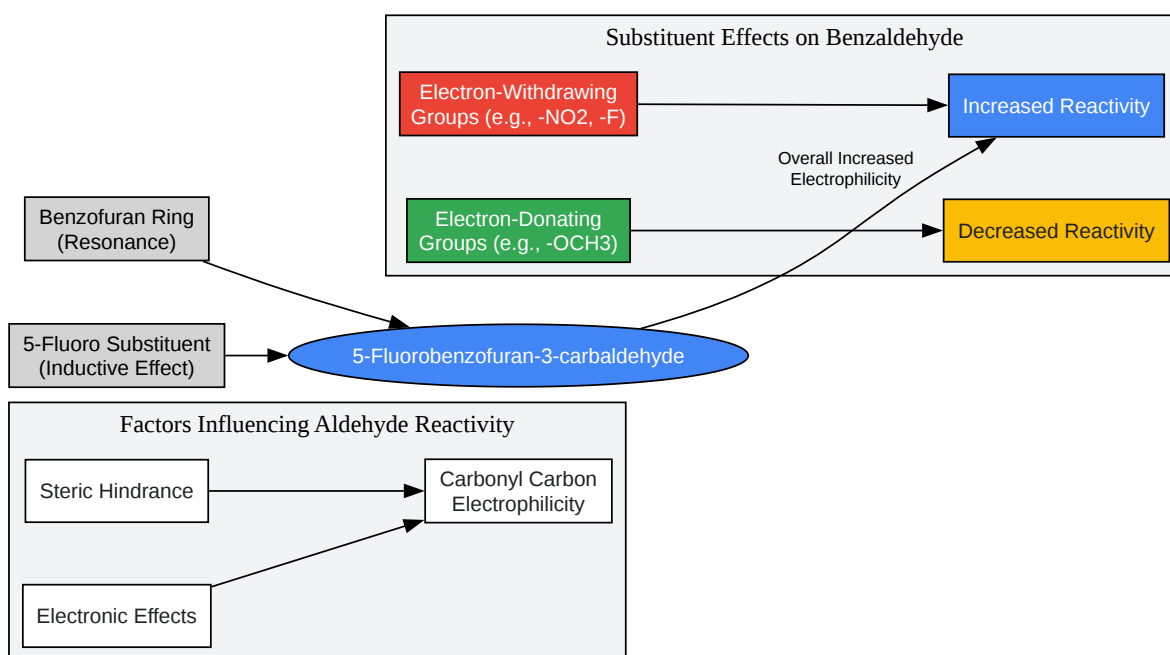 Substituent Effects on Benzaldehyde
Electron-Withdrawing
Groups (e.g., -NO2, -F)
Increased Reactivity
Overall Increased
Electrophilicity
Benzofuran Ring
(Resonance)
Electron-Donating
Groups (e.g., -OCH3)
Decreased Reactivity
5-Fluoro Substituent
(Inductive Effect)
5-Fluorobenzofuran-3-carbaldehyde
Factors Influencing Aldehyde Reactivity
Steric Hindrance
Carbonyl Carbon
Electrophilicity
Electronic Effects